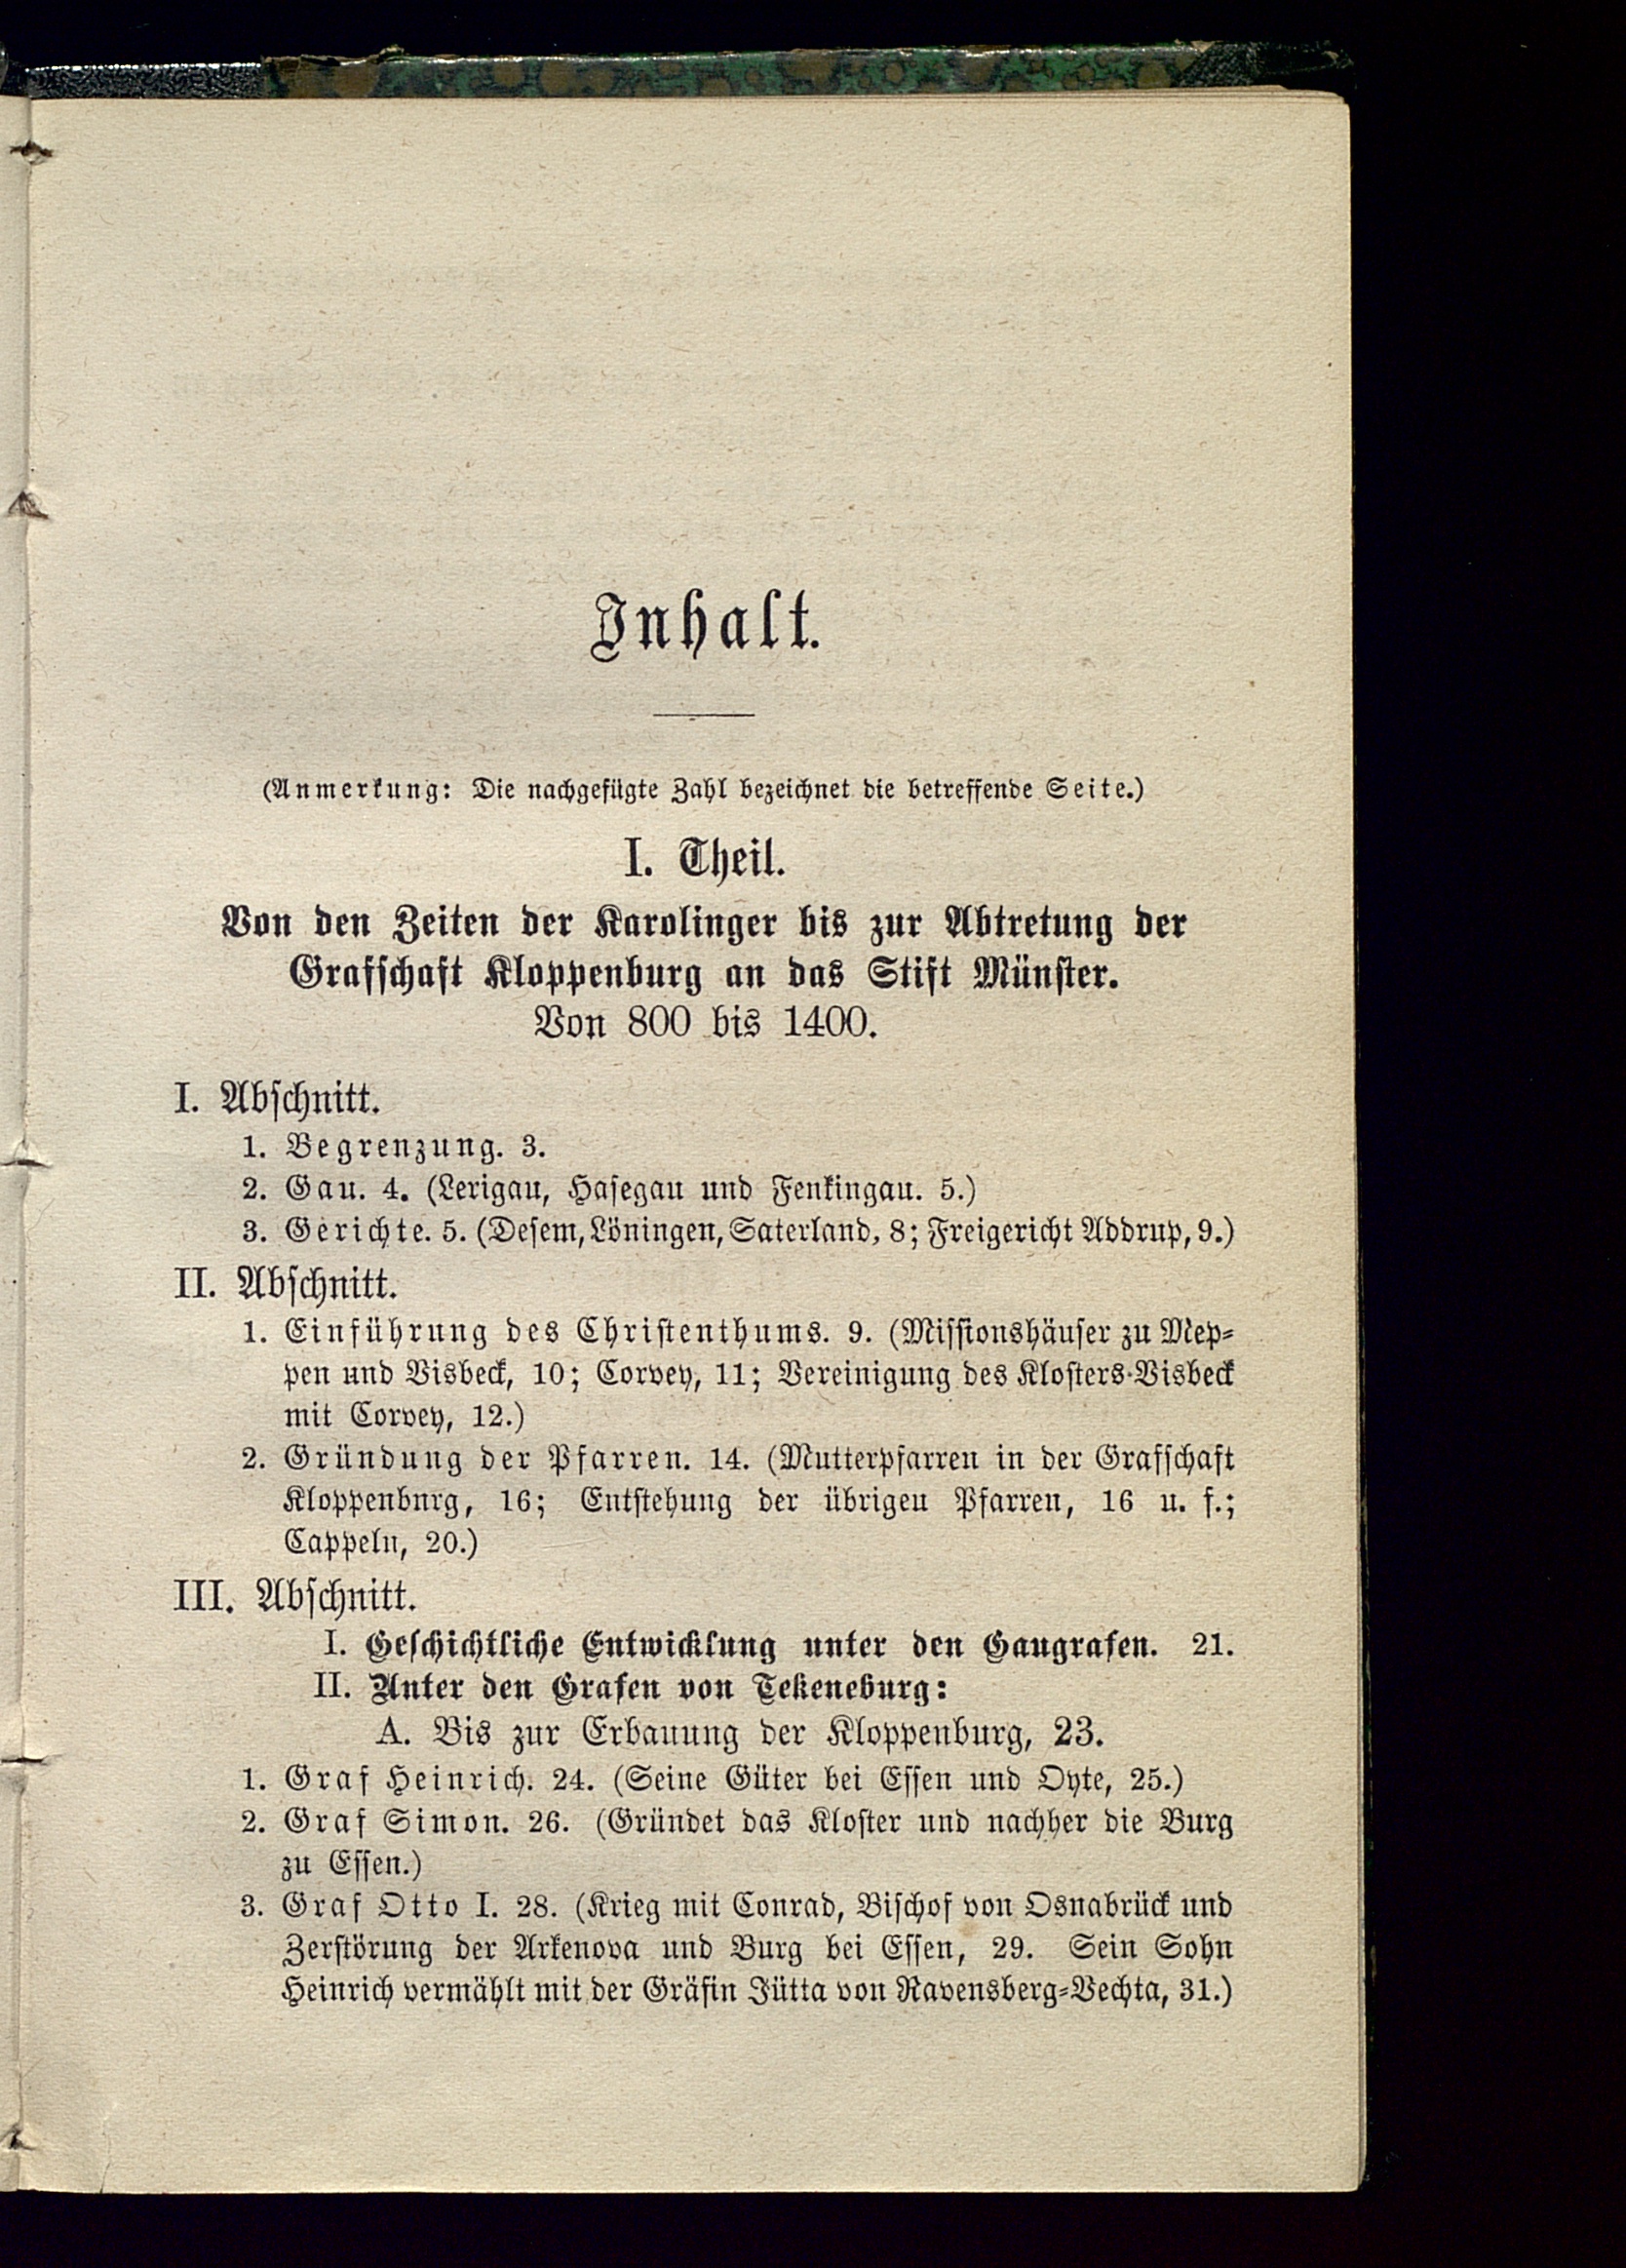 Inhalt.
(Anmerkung: Die nachgefügte Zahl bezeichnet die betreffende Seite.)
I. Theil.
Von den Zeiten der Karolinger bis zur Abtretung der
Grafschaft Kloppenburg an das Stift Münster.
Von 800 bis 1400.
I. Abschnitt.
1. Begrenzung. 3.
2. Gau. 4. (Lerigau, Hasegau und Fenkingau. 5.)
3. Gerichte. 5. (Desem, Löningen, Saterland, 8; Freigericht Addrup, 9.)
II. Abschnitt.
1. Einführung des Christenthums. 9. (Missionshäuser zu Mep-
pen und Visbeck, 10; Corvey, 11; Vereinigung des Klosters Visbeck
mit Corvey, 12.)
2. Gründung der Pfarren. 14. (Mutterpfarren in der Grafschaft
Kloppenbnrg, 16; Entstehung der übrigeu Pfarren, 16 u. f.;
Cappeln, 20.)
III. Abschnitt.
I. Geschichtliche Entwicklung unter den Gaugrafen. 21.
II. Unter den Grafen von Tekeneburg:
A. Bis zur Erbauung der Kloppenburg, 23.
1. Graf Heinrich. 24. (Seine Güter bei Essen und Oyte, 25.)
2. Graf Simon. 26. (Gründet das Kloster und nachher die Burg
zu Essen.)
3. Graf Otto I. 28. (Krieg mit Conrad, Bischof von Osnabrück und
Zerstörung der Arkenova und Burg bei Essen, 29. Sein Sohn
Heinrich vermählt mit der Gräfin Jütta von Ravensberg-Vechta, 31.)